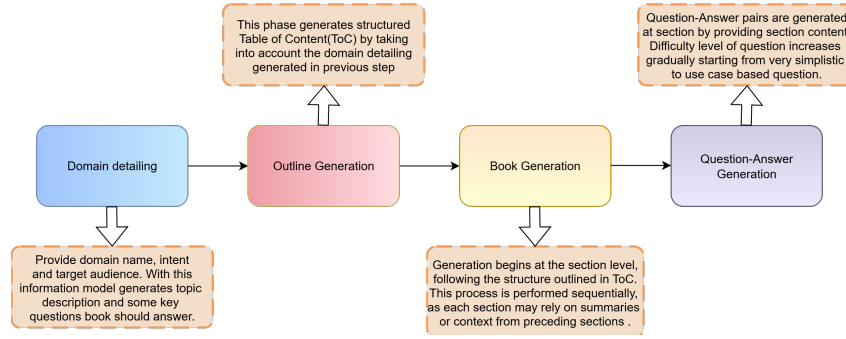 This phase generates structured
Table of Content(ToC) by taking
into account the domain detailing
generated in previous step
Question-Answer pairs are generated
at section by providing section content
Difficulty level of question increases
gradually starting from very simplistic
to use case based question.
Domain detailing
Outline Generation
Book Generation
Question-Answer
Generation
Provide domain name, intent
and target audience. With this
information model generates topic
description and some key
questions book should answer.
Generation begins at the section level,
following the structure outlined in ToC.
This process is performed sequentially,
as each section may rely on summaries
or context from preceding sections .